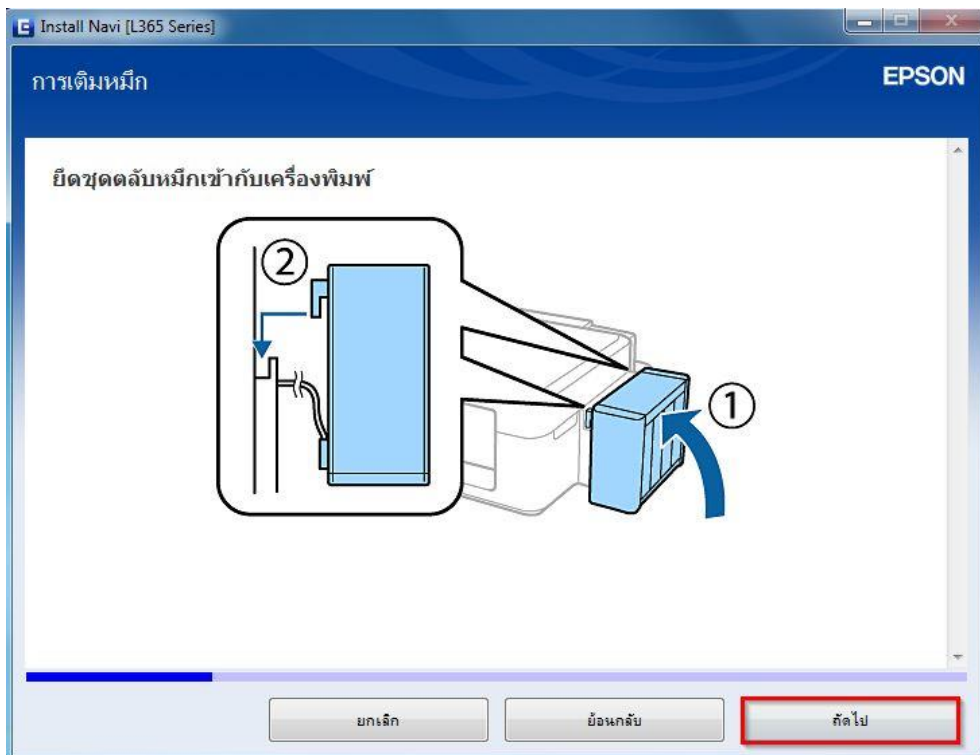 Install Navi [L365 Series]
การเติมหมึก
EPSON
ยึดชุดตลับหมึกเข้ากับเครื่องพิมพ์
②
①
ยกเลิก
ย้อนกลับ
ถัดไป